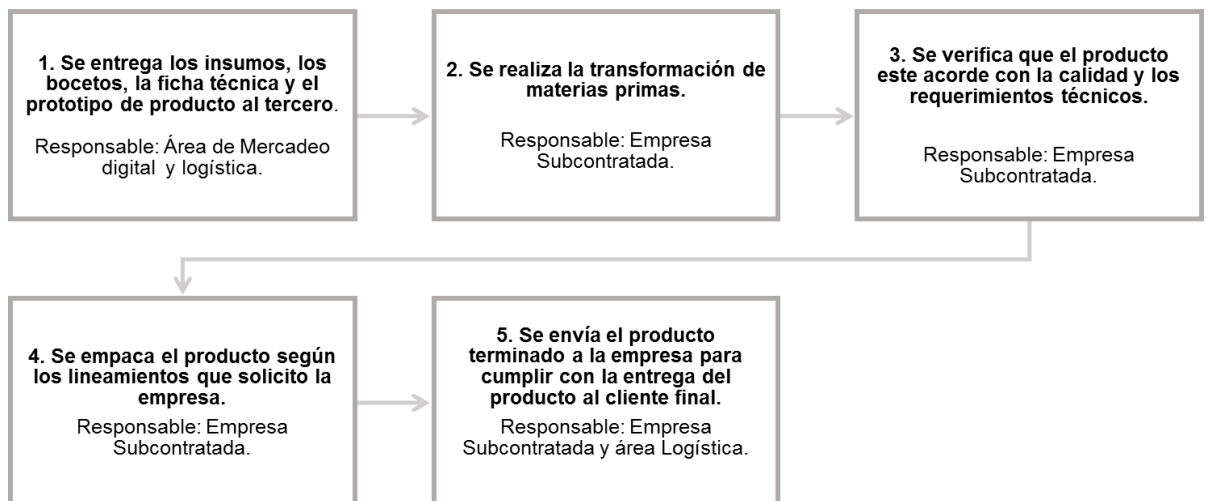 1. Se entrega los insumos, los
bocetos, la ficha técnica y el
prototipo de producto al tercero.
Responsable: Área de Mercadeo
digital y logística.
2. Se realiza la transformación de
materias primas.
Responsable: Empresa
Subcontratada.
3. Se verifica que el producto
este acorde con la calidad y los
requerimientos técnicos.
Responsable: Empresa
Subcontratada.
4. Se empaca el producto según
los lineamientos que solicito la
empresa.
Responsable: Empresa
Subcontratada.
5. Se envía el producto
terminado a la empresa para
cumplir con la entrega del
producto al cliente final.
Responsable: Empresa
Subcontratada y área Logística.